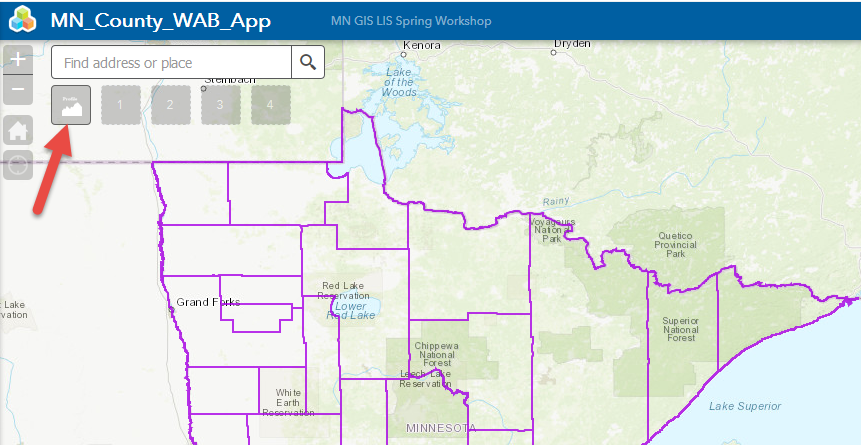 MN_County_WAB_App
MN GIS LIS Spring Workshop
Kenora
Dryden
+
Find address or place
Steinbach
Lake
of the
Woods
−
Profile
1
2
3
4
Rainy
Voyageurs
National
Park
Quetico
Provincial
Park
Red Lake
Reservation
Grand Forks
Lower
Red Lake
Lake
Superior
National
Forest
Chippewa
National
Forest
Leech Lake
Reservation
White
Earth
Reservation
Lake Superior
MINNESOTA